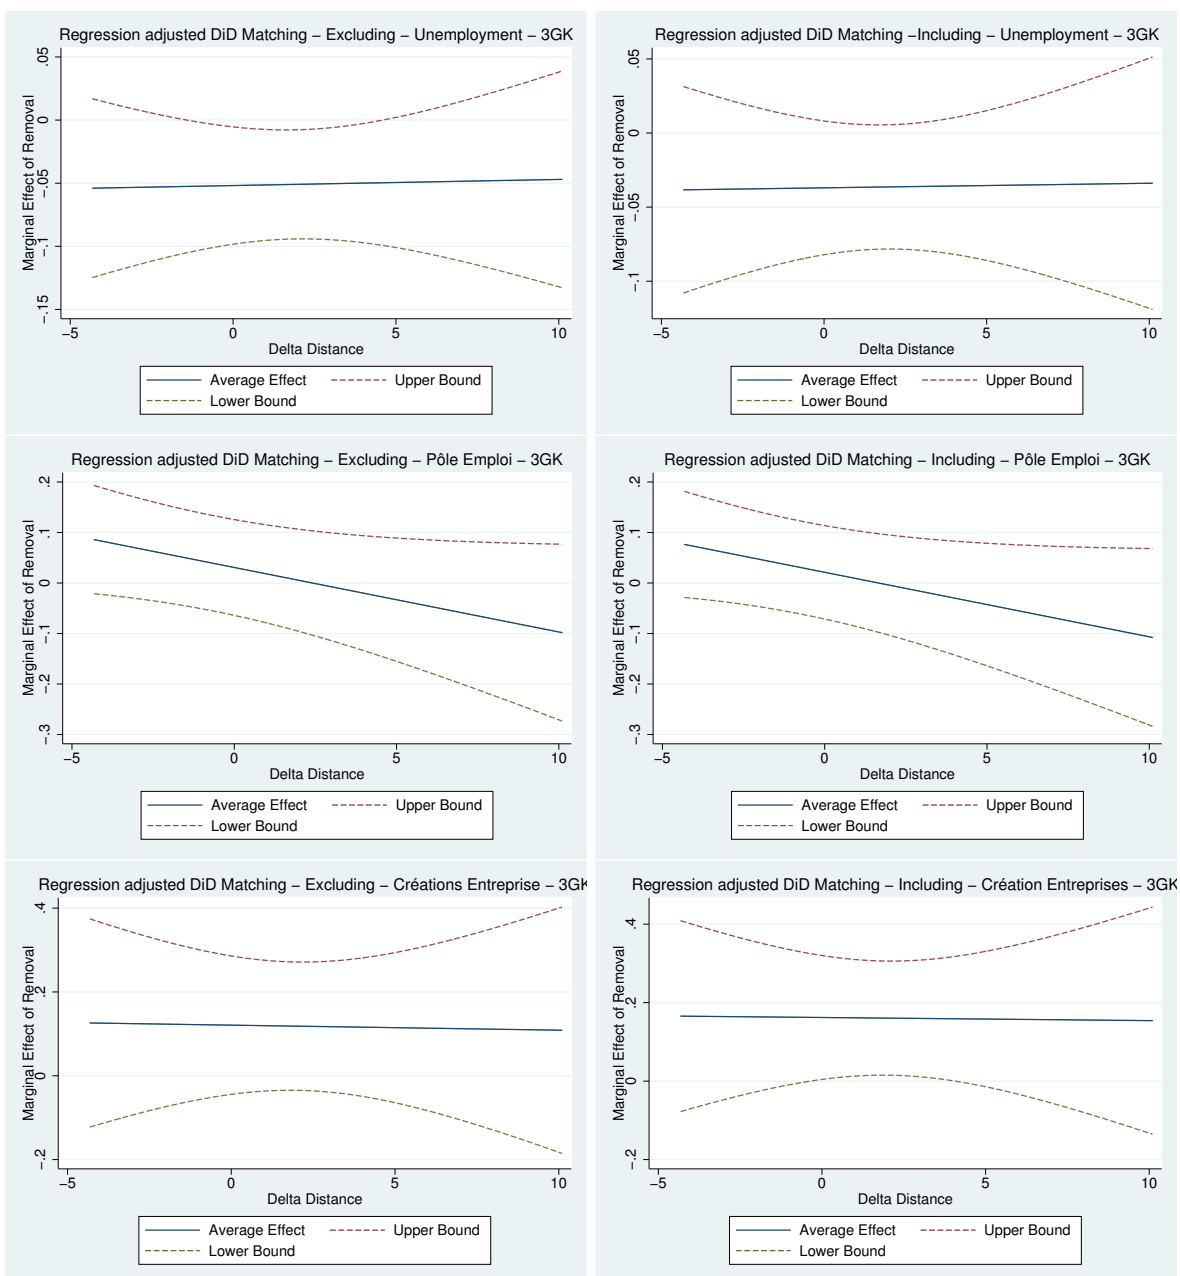 Regression adjusted DiD Matching − Excluding − Unemployment − 3GK
Marginal Effect of Removal
.05
0
−.05
−.1
−.15
−5
0
5
10
Delta Distance
Average Effect
Upper Bound
Lower Bound
Regression adjusted DiD Matching −Including − Unemployment − 3GK
Marginal Effect of Removal
.05
0
−.05
−.1
−5
0
5
10
Delta Distance
Average Effect
Upper Bound
Lower Bound
Regression adjusted DiD Matching − Excluding − Pôle Emploi − 3GK
Marginal Effect of Removal
.2
.1
0
−.1
−.2
−.3
−5
0
5
10
Delta Distance
Average Effect
Upper Bound
Lower Bound
Regression adjusted DiD Matching − Including − Pôle Emploi − 3GK
Marginal Effect of Removal
.2
.1
0
−.1
−.2
−.3
−5
0
5
10
Delta Distance
Average Effect
Upper Bound
Lower Bound
Regression adjusted DiD Matching − Excluding − Créations Entreprise − 3GK
Marginal Effect of Removal
.4
.2
0
−.2
−5
0
5
10
Delta Distance
Average Effect
Upper Bound
Lower Bound
Regression adjusted DiD Matching − Including − Création Entreprises − 3GK
Marginal Effect of Removal
.4
.2
0
−.2
−5
0
5
10
Delta Distance
Average Effect
Upper Bound
Lower Bound